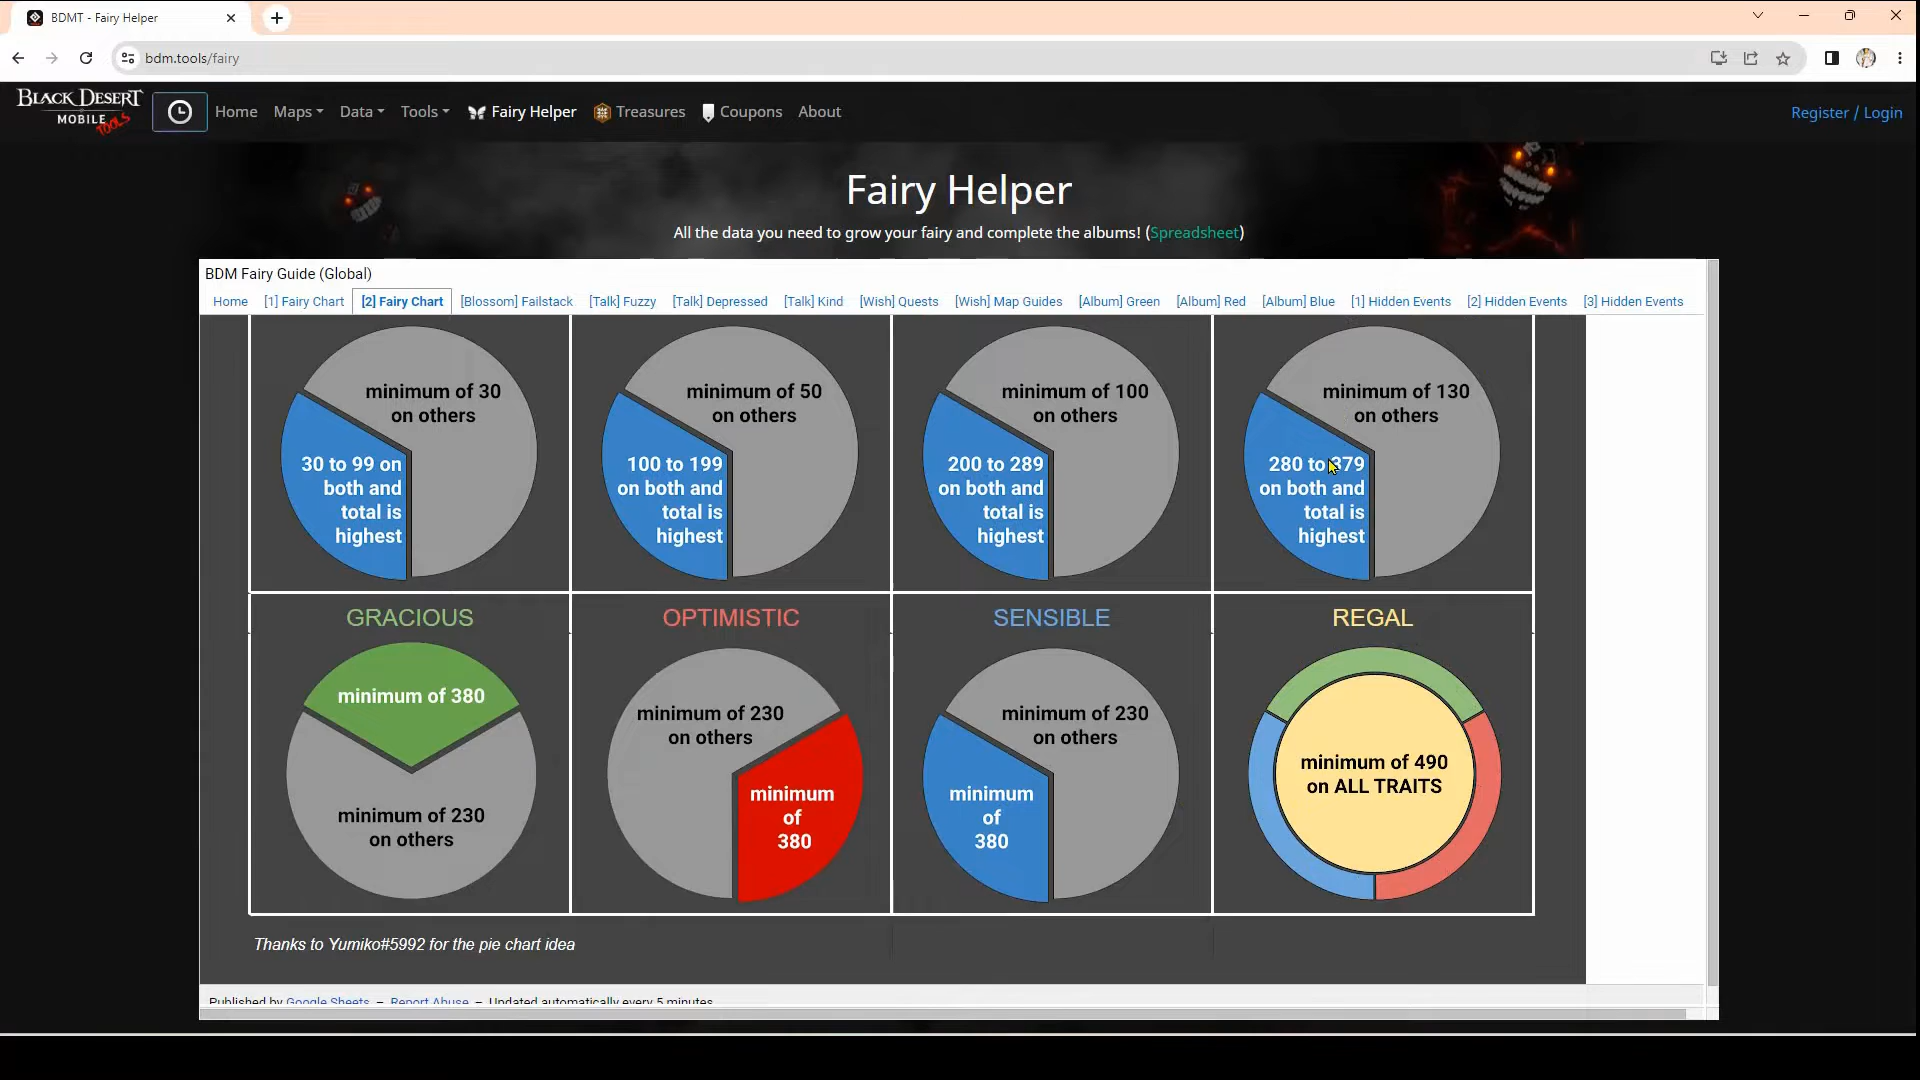 BDMT - Fairy Helper
bdm.tools/fairy
BLACK DESERT
MOBILE
TOOLS
Home
Maps
Data
Tools
Fairy Helper
Treasures
Coupons
About
Register / Login
Fairy Helper
All the data you need to grow your fairy and complete the albums! (Spreadsheet)
BDM Fairy Guide (Global)
Home
[1] Fairy Chart
[2] Fairy Chart
[Blossom] Failstack
[Talk] Fuzzy
[Talk] Depressed
[Talk] Kind
[Wish] Quests
[Wish] Map Guides
[Album] Green
[Album] Red
[Album] Blue
[1] Hidden Events
[2] Hidden Events
[3] Hidden Events
minimum of 30
on others
30 to 99 on
both and
total is
highest
minimum of 50
on others
100 to 199
on both and
total is
highest
minimum of 100
on others
200 to 289
on both and
total is
highest
minimum of 130
on others
280 to 379
on both and
total is
highest
GRACIOUS
minimum of 380
minimum of 230
on others
OPTIMISTIC
minimum of 230
on others
minimum
of
380
SENSIBLE
minimum of 230
on others
minimum
of
380
REGAL
minimum of 490
on ALL TRAITS
Thanks to Yumiko#5992 for the pie chart idea
Published by Google Sheets – Report Abuse – Updated automatically every 5 minutes